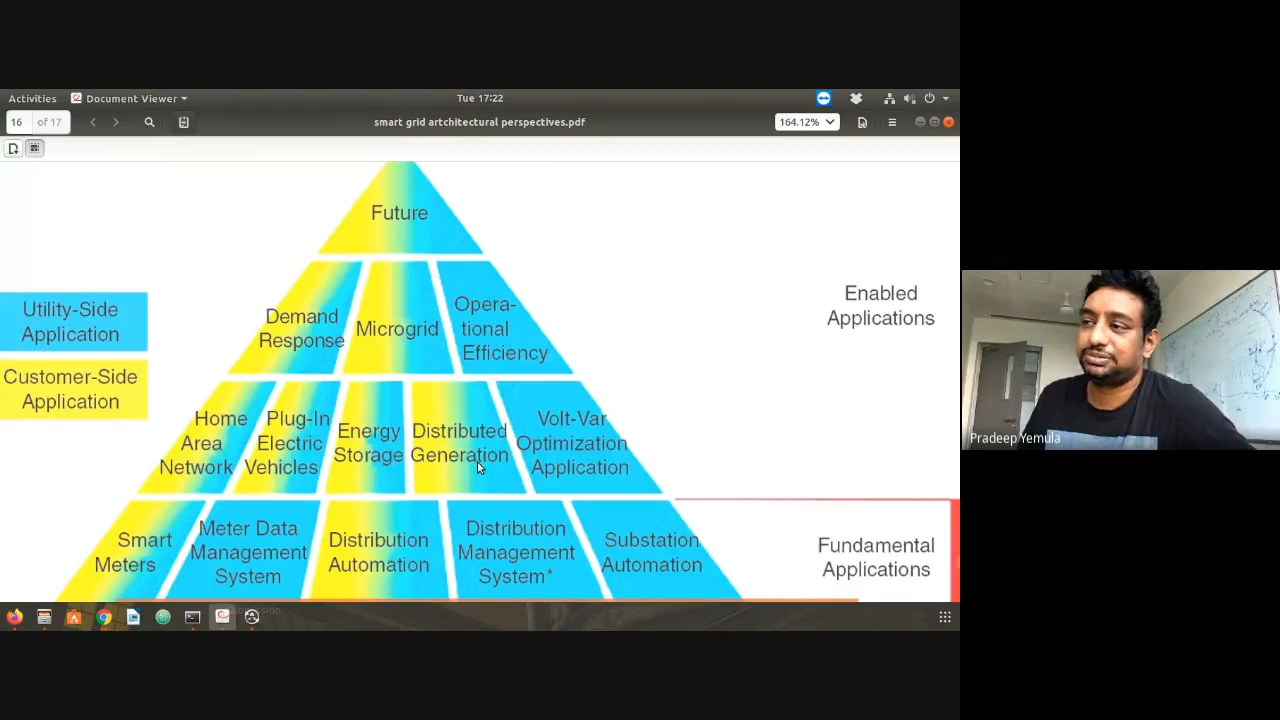 Activities
Document Viewer
Tue 17:22
16
of 17
smart grid artchitectural perspectives.pdf
164.12%
Future
Utility-Side
Application
Customer-Side
Application
Demand
Response
Microgrid
Opera-
tional
Efficiency
Enabled
Applications
Home
Area
Network
Plug-In
Electric
Vehicles
Energy
Storage
Distributed
Generation
Volt-Var
Optimization
Application
Smart
Meters
Meter Data
Management
System
Distribution
Automation
Distribution
Management
System*
Substation
Automation
Fundamental
Applications
Pradeep Yemula